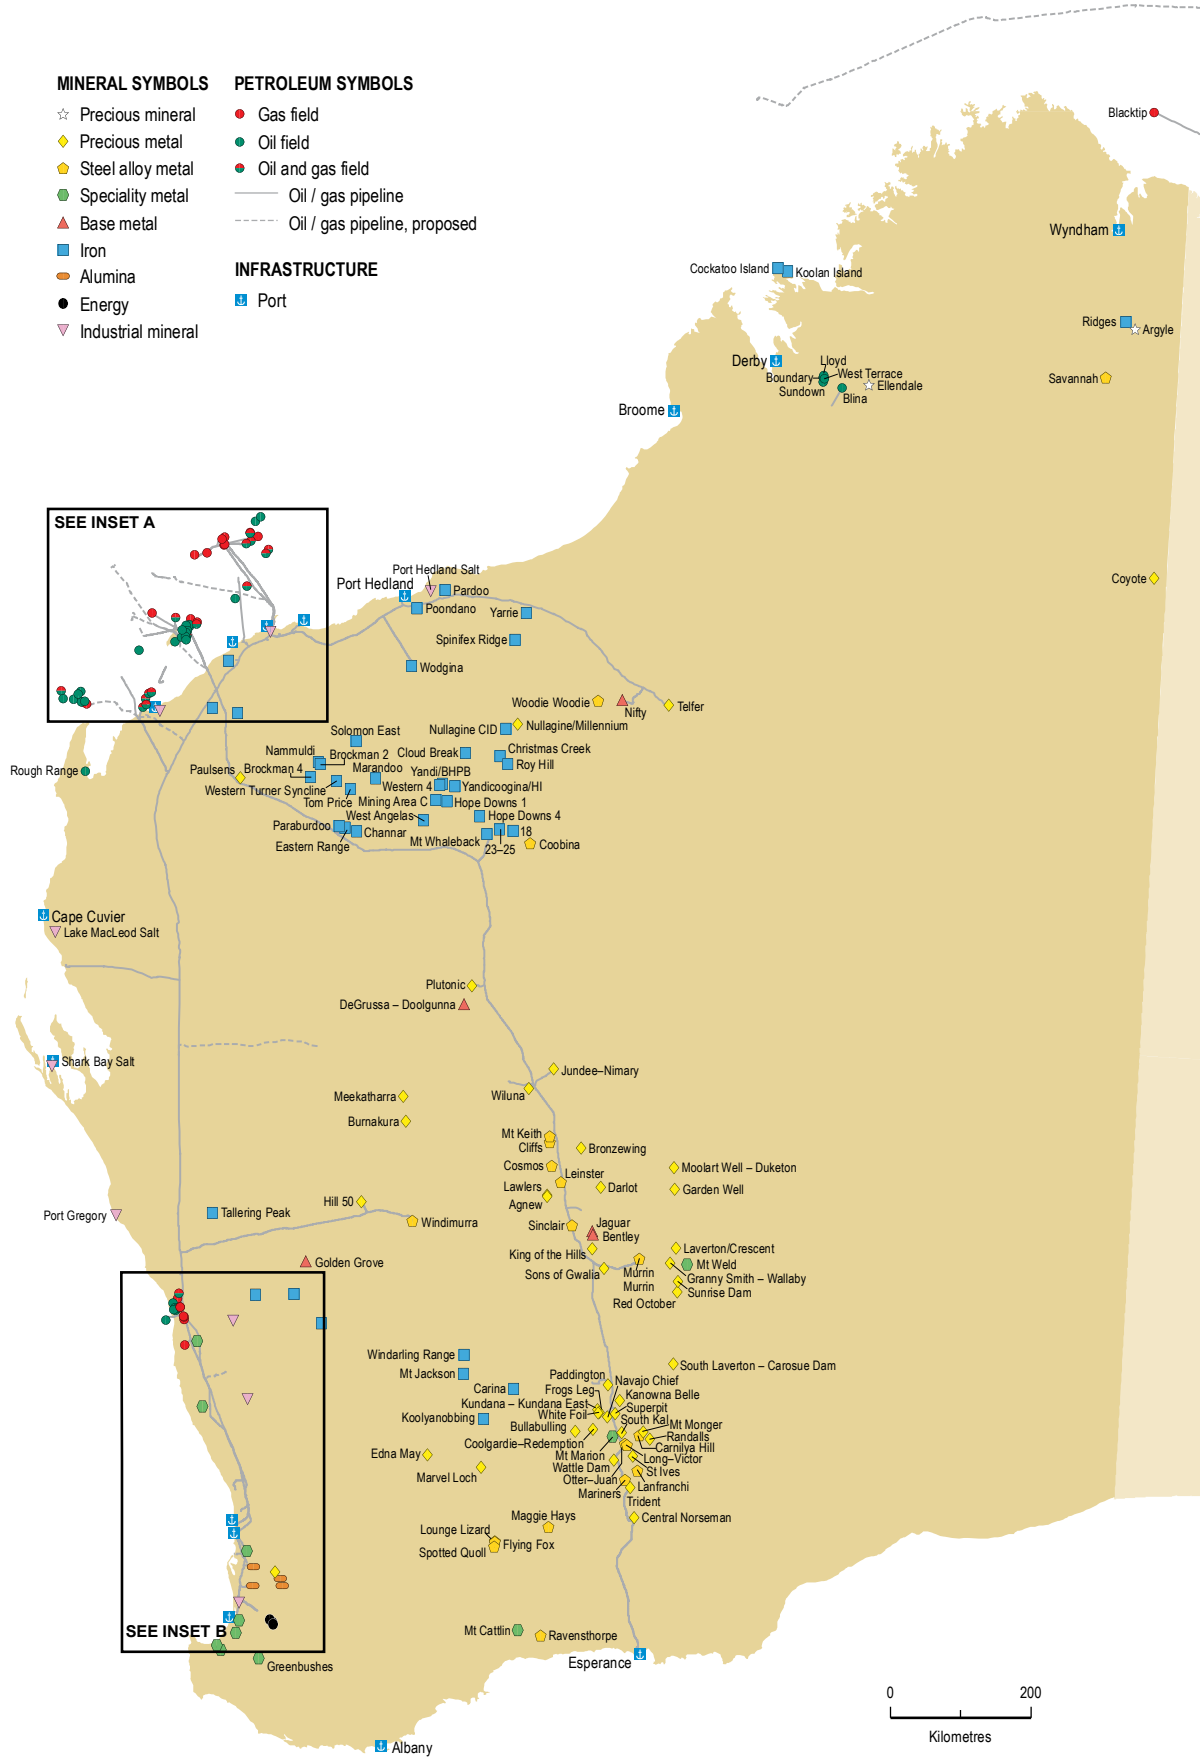 MINERAL SYMBOLS
Precious mineral
Precious metal
Steel alloy metal
Speciality metal
Base metal
Iron
Alumina
Energy
Industrial mineral
PETROLEUM SYMBOLS
Gas field
Oil field
Oil and gas field
Oil / gas pipeline
Oil / gas pipeline, proposed
INFRASTRUCTURE
Port
Blacktip
Wyndham
Cockatoo Island
Koolan Island
Ridges
Argyle
Derby
Lloyd
Boundary
West Terrace
Sundown
Ellendale
Blina
Savannah
Broome
SEE INSET A
Port Hedland Salt
Port Hedland
Pardoo
Poondano
Yarrie
Coyote
Spinifex Ridge
Wodgina
Woodie Woodie
Nifty
Telfer
Solomon East
Nullagine CID
Nullagine/Millennium
Nammuldi
Brockman 2
Cloud Break
Christmas Creek
Roy Hill
Rough Range
Paulsens
Brockman 4
Marandoo
Yandi/BHPB
Western Turner Syncline
Western 4
Yandicoogina/HI
Tom Price
Mining Area C
Hope Downs 1
West Angelas
Hope Downs 4
Paraburdoo
Channar
Eastern Range
Mt Whaleback
23–25
18
Coobina
Cape Cuvier
Lake MacLeod Salt
Plutonic
DeGrussa – Doolgunna
Shark Bay Salt
Jundee–Nimary
Wiluna
Meekatharra
Burnakura
Mt Keith
Cliffs
Bronzewing
Cosmos
Leinster
Moolart Well – Duketon
Lawlers
Darlot
Garden Well
Agnew
Hill 50
Port Gregory
Tallering Peak
Windimurra
Sinclair
Jaguar
Bentley
King of the Hills
Laverton/Crescent
Golden Grove
Sons of Gwalia
Murrin
Murrin
Mt Weld
Granny Smith – Wallaby
Sunrise Dam
Red October
Windarling Range
Mt Jackson
South Laverton – Carosue Dam
Paddington
Navajo Chief
Carina
Frogs Leg
Kanowna Belle
Kundana – Kundana East
Superpit
Koolyanobbing
White Foil
South Kal
Bullabulling
Mt Monger
Coolgardie–Redemption
Randalls
Carnilya Hill
Edna May
Mt Marion
Long–Victor
Marvel Loch
Wattle Dam
St Ives
Otter–Juan
Lanfranchi
Mariners
Trident
Maggie Hays
Central Norseman
Lounge Lizard
Flying Fox
Spotted Quoll
SEE INSET B
Mt Cattlin
Ravensthorpe
Greenbushes
Esperance
Albany
0
200
Kilometres